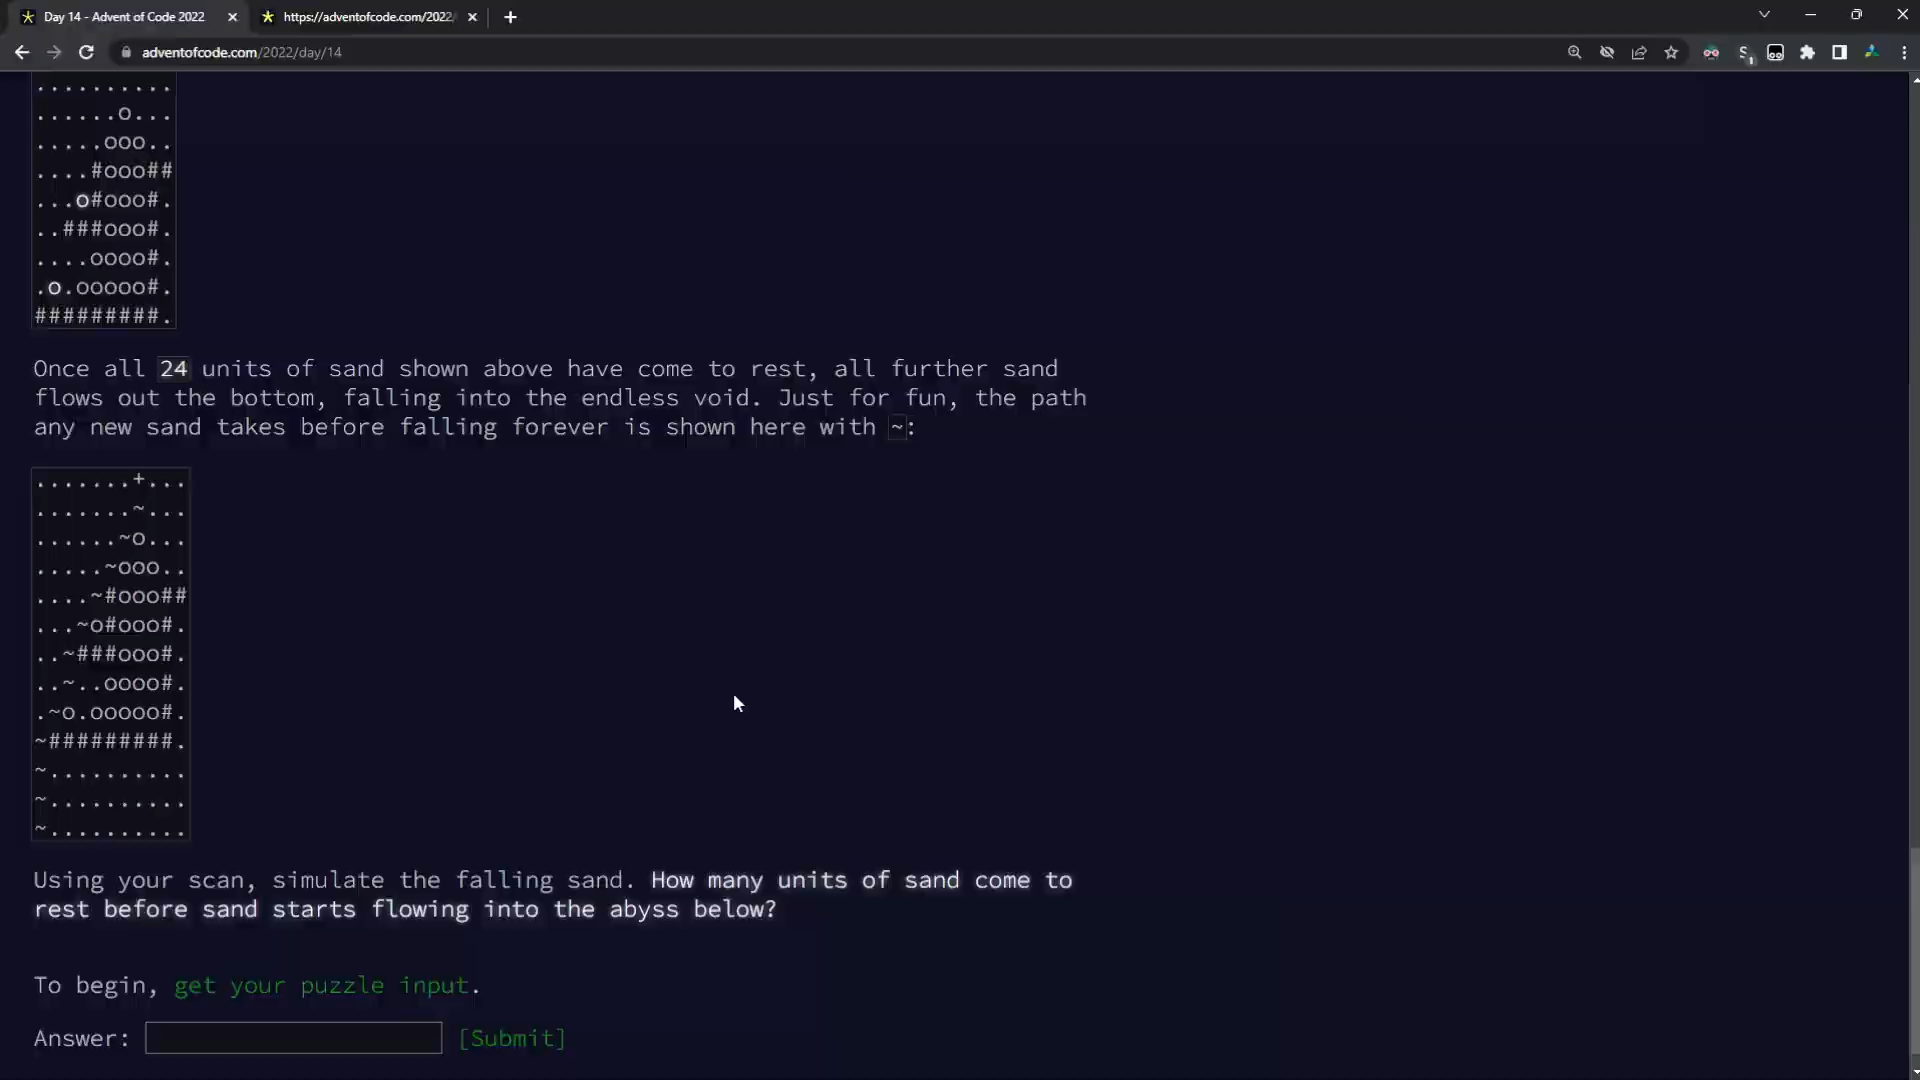 Day 14 - Advent of Code 2022
https://adventofcode.com/2022/
adventofcode.com/2022/day/14
..........
......o...
.....ooo..
....#ooo##
...o#ooo#.
..###ooo#.
....oooo#.
.o.ooooo#.
#########.
Once all 24 units of sand shown above have come to rest, all further sand
flows out the bottom, falling into the endless void. Just for fun, the path
any new sand takes before falling forever is shown here with ~:
.......+...
.......~...
......~o...
.....~ooo..
....~#ooo##
...~o#ooo#.
..~###ooo#.
..~..oooo#.
.~o.ooooo#.
~#########.
~..........
~..........
~..........
Using your scan, simulate the falling sand. How many units of sand come to
rest before sand starts flowing into the abyss below?
To begin, get your puzzle input.
Answer: [Submit]